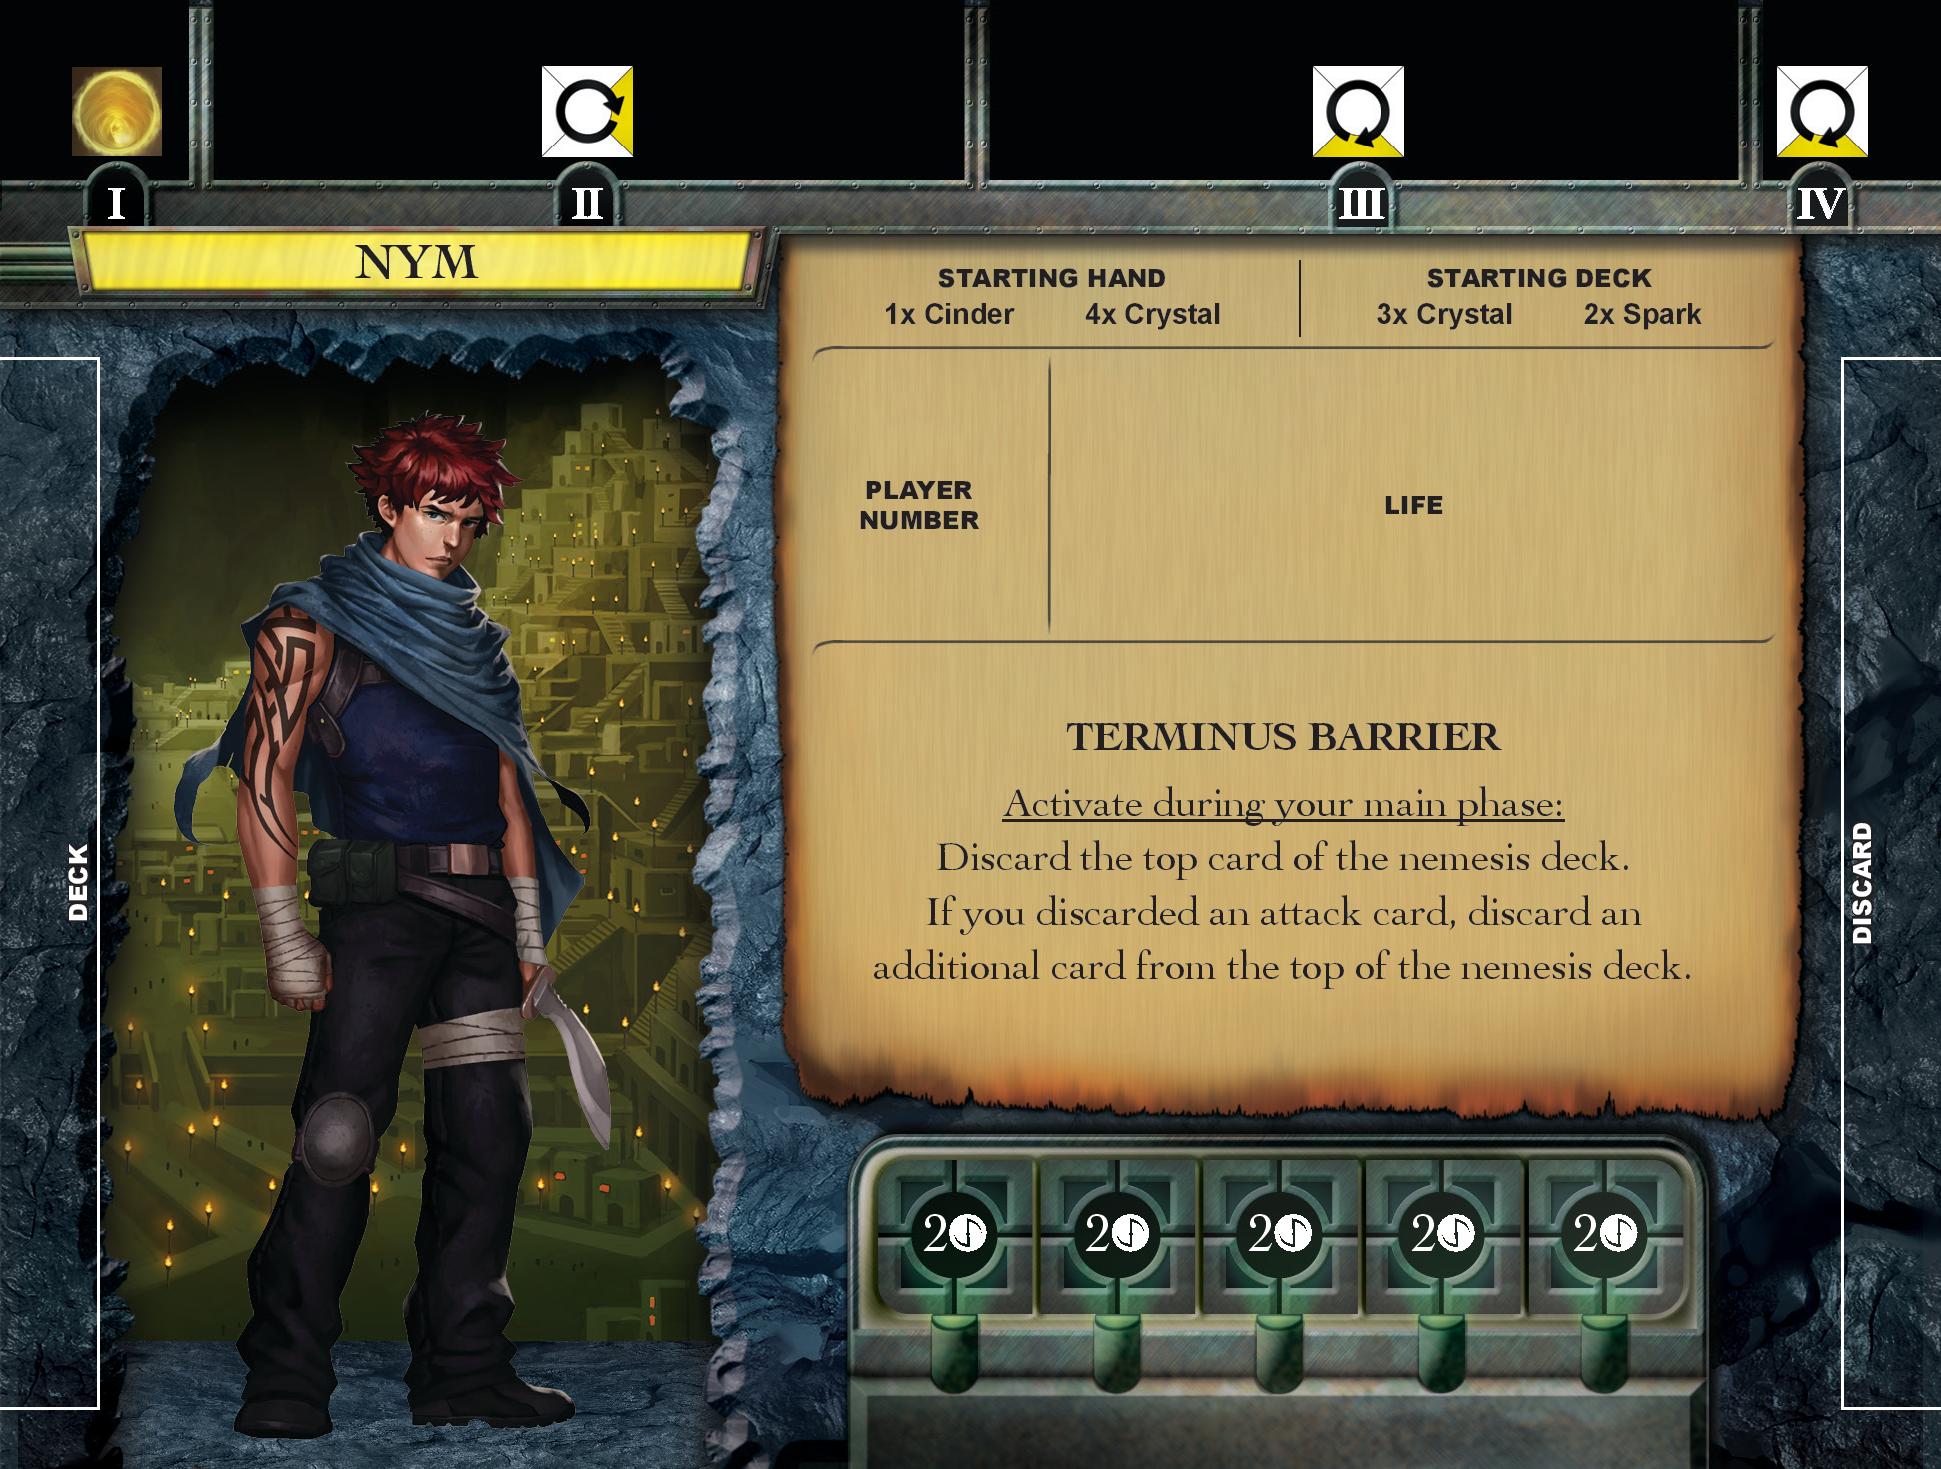 I
II
III
IV
NYM
STARTING HAND
1x Cinder 4x Crystal
STARTING DECK
3x Crystal 2x Spark
PLAYER
NUMBER
LIFE
TERMINUS BARRIER
Activate during your main phase:
Discard the top card of the nemesis deck.
If you discarded an attack card, discard an
additional card from the top of the nemesis deck.
DECK
DISCARD
2
2
2
2
2